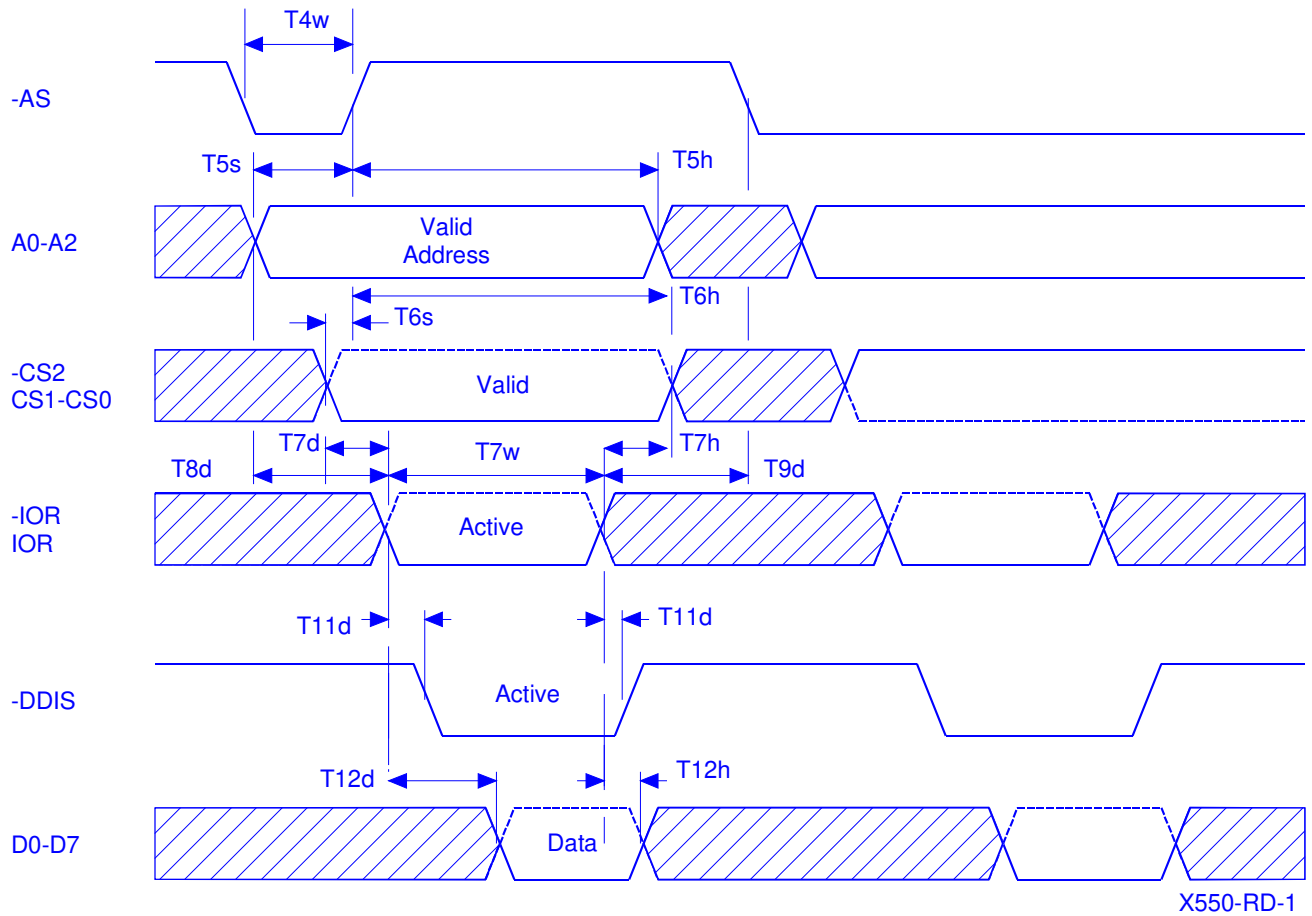 T4w
-AS
T5s
T5h
A0-A2
Valid
Address
T6h
T6s
-CS2
CS1-CS0
Valid
T7d
T7w
T7h
T8d
T9d
-IOR
IOR
Active
T11d
T11d
-DDIS
Active
T12d
T12h
D0-D7
Data
X550-RD-1